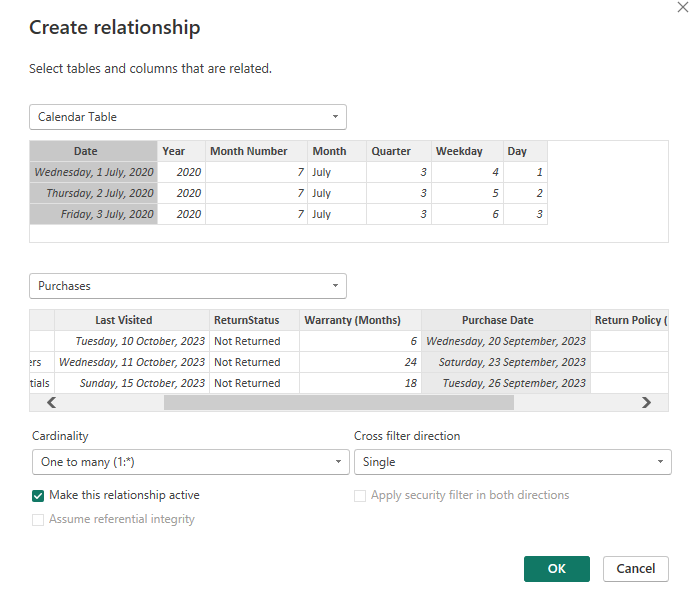 Create relationship
Select tables and columns that are related.
Calendar Table
Date Year Month Number Month Quarter Weekday Day
Wednesday, 1 July, 2020 2020 7 July 3 4 1
Thursday, 2 July, 2020 2020 7 July 3 5 2
Friday, 3 July, 2020 2020 7 July 3 6 3
Purchases
Last Visited ReturnStatus Warranty (Months) Purchase Date Return Policy (
Tuesday, 10 October, 2023 Not Returned 6 Wednesday, 20 September, 2023
ers Wednesday, 11 October, 2023 Not Returned 24 Saturday, 23 September, 2023
tials Sunday, 15 October, 2023 Not Returned 18 Tuesday, 26 September, 2023
Cardinality Cross filter direction
One to many (1:*) Single
Make this relationship active Apply security filter in both directions
Assume referential integrity
OK Cancel